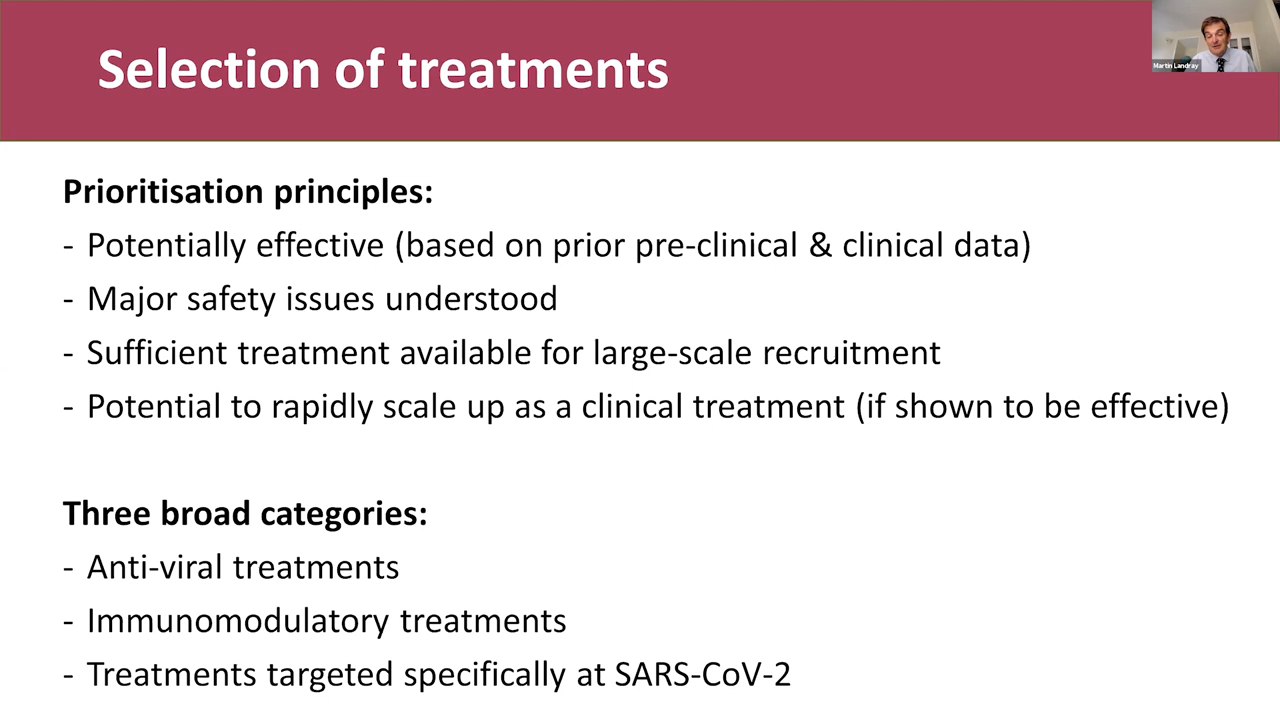 Selection of treatments
Martin Landray
Prioritisation principles:
- Potentially effective (based on prior pre-clinical & clinical data)
- Major safety issues understood
- Sufficient treatment available for large-scale recruitment
- Potential to rapidly scale up as a clinical treatment (if shown to be effective)
Three broad categories:
- Anti-viral treatments
- Immunomodulatory treatments
- Treatments targeted specifically at SARS-CoV-2